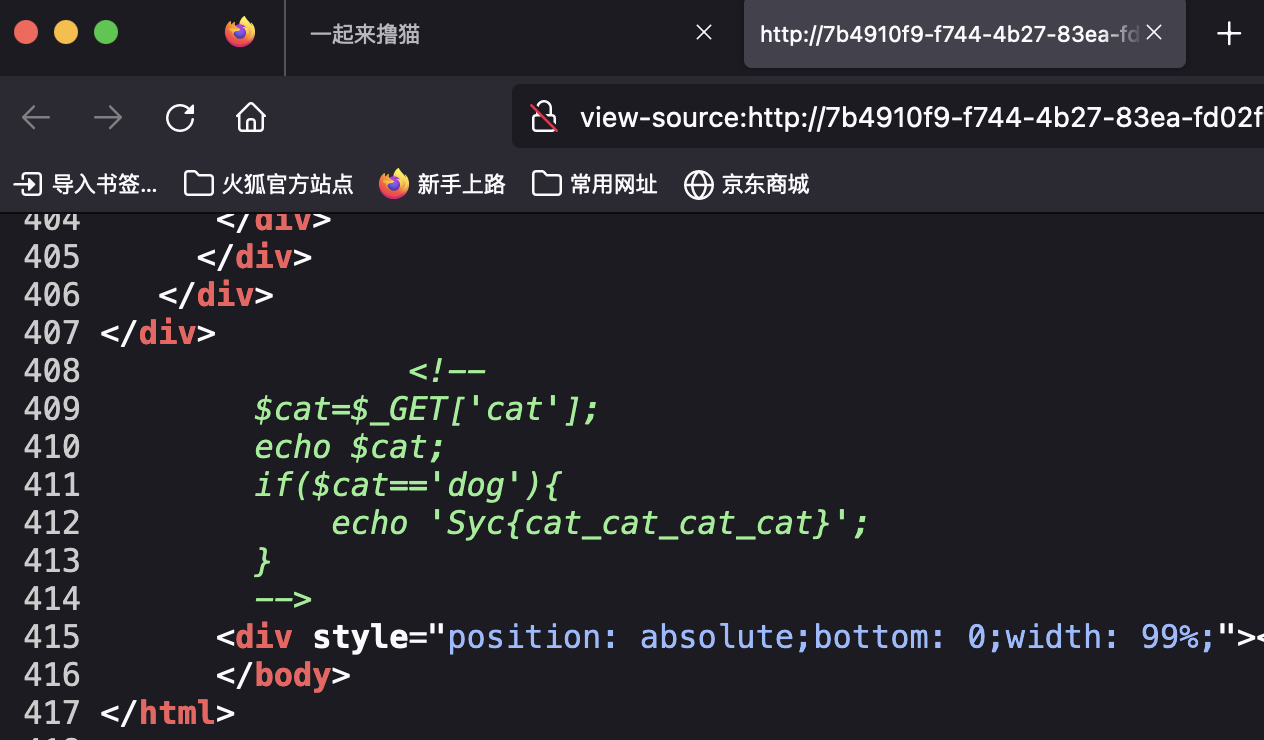 一起来撸猫
http://7b4910f9-f744-4b27-83ea-fd
view-source:http://7b4910f9-f744-4b27-83ea-fd02f
导入书签... 火狐官方站点 新手上路 常用网址 京东商城
404 </div>
405 </div>
406 </div>
407 </div>
408 <!--
409 $cat=$_GET['cat'];
410 echo $cat;
411 if($cat=='dog'){
412 echo 'Syc{cat_cat_cat_cat}';
413 }
414 -->
415 <div style="position: absolute;bottom: 0;width: 99%;"><
416 </body>
417 </html>